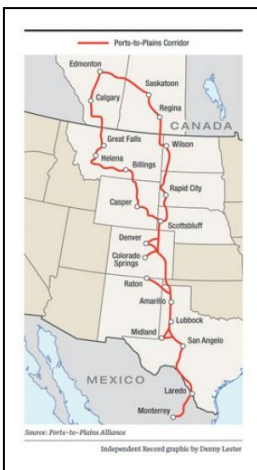 Ports-to-Plains Corridor
Edmonton
Saskatoon
Calgary
Regina
CANADA
Great Falls
Wilson
Helena
Billings
Rapid City
Casper
Scottsbluff
Denver
Colorado
Springs
Raton
Amarillo
Lubbock
Midland
San Angelo
MEXICO
Laredo
Monterrey
Source: Ports-to-Plains Alliance
Independent Record graphic by Denny Lester